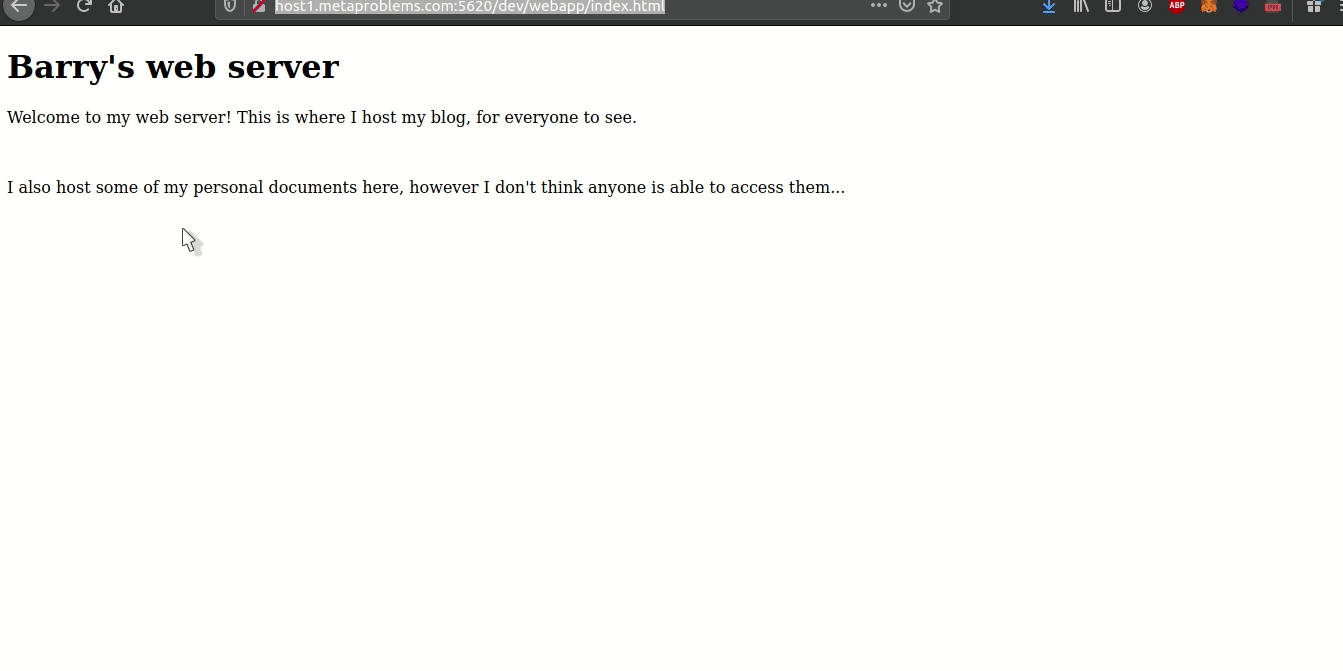 host1.metaproblems.com:5620/dev/webapp/index.html
ABP
Barry's web server
Welcome to my web server! This is where I host my blog, for everyone to see.
I also host some of my personal documents here, however I don't think anyone is able to access them...